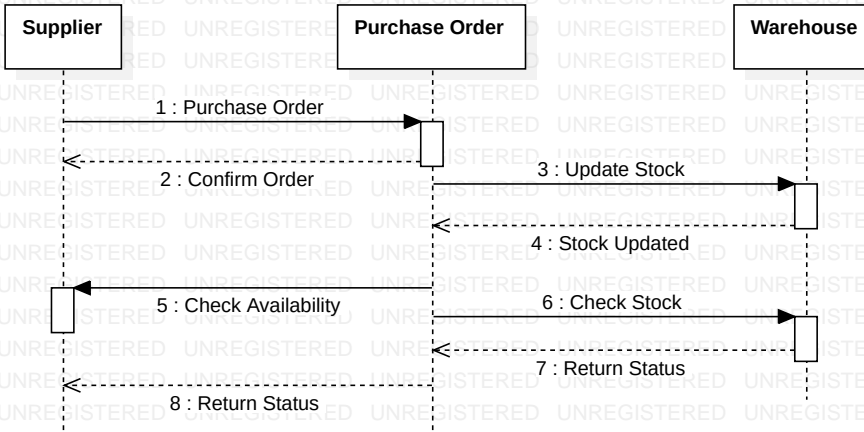 Supplier
Purchase Order
Warehouse
1 : Purchase Order
2 : Confirm Order
3 : Update Stock
4 : Stock Updated
5 : Check Availability
6 : Check Stock
7 : Return Status
8 : Return Status
UNREGISTERED